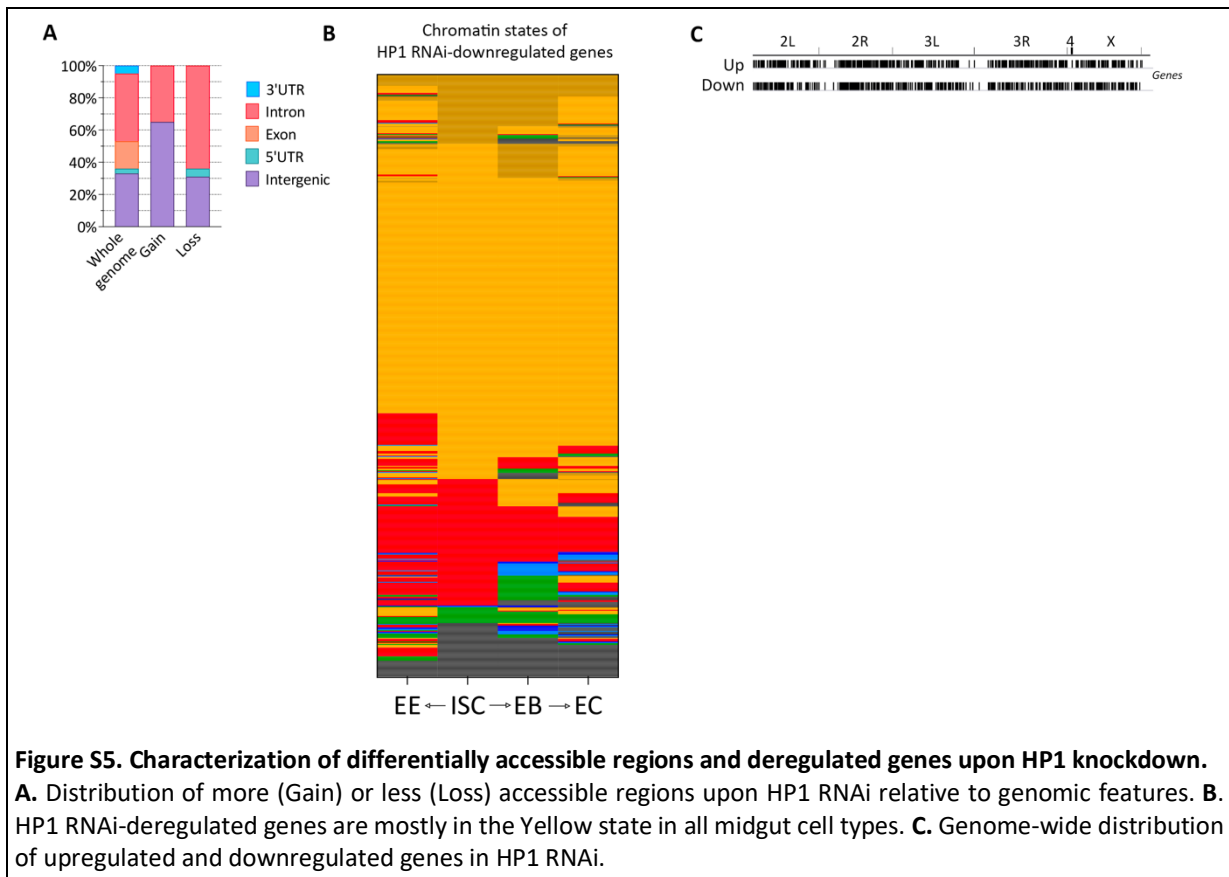 A
100%
80%
60%
40%
20%
0%
Whole
genome
Gain
Loss
3'UTR
Intron
Exon
5'UTR
Intergenic
B
Chromatin states of
HP1 RNAi-downregulated genes
EE ← ISC → EB → EC
C
2L 2R 3L 3R 4 X
Up
Down
Genes
Figure S5. Characterization of differentially accessible regions and deregulated genes upon HP1 knockdown.
A. Distribution of more (Gain) or less (Loss) accessible regions upon HP1 RNAi relative to genomic features. B.
HP1 RNAi-deregulated genes are mostly in the Yellow state in all midgut cell types. C. Genome-wide distribution
of upregulated and downregulated genes in HP1 RNAi.